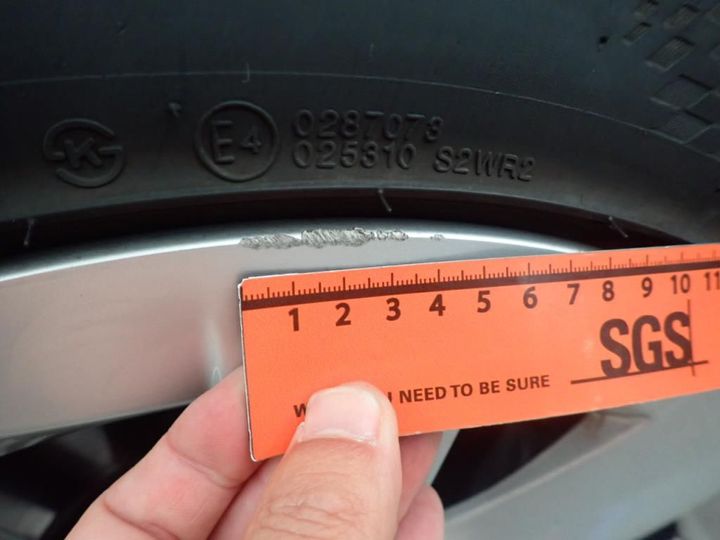 K
E4
0287073
025310 S2WR2
1 2 3 4 5 6 7 8 9 10 11
SGS
NEED TO BE SURE